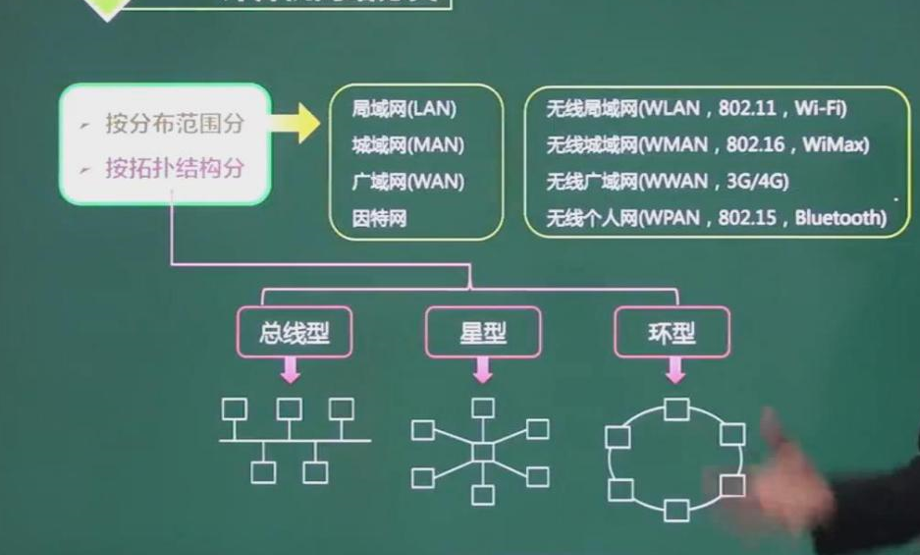 按分布范围分
按拓扑结构分
局域网(LAN)
城域网(MAN)
广域网(WAN)
因特网
无线局域网(WLAN，802.11，Wi-Fi)
无线城域网(WMAN，802.16，WiMax)
无线广域网(WWAN，3G/4G)
无线个人网(WPAN，802.15，Bluetooth)
总线型
星型
环型